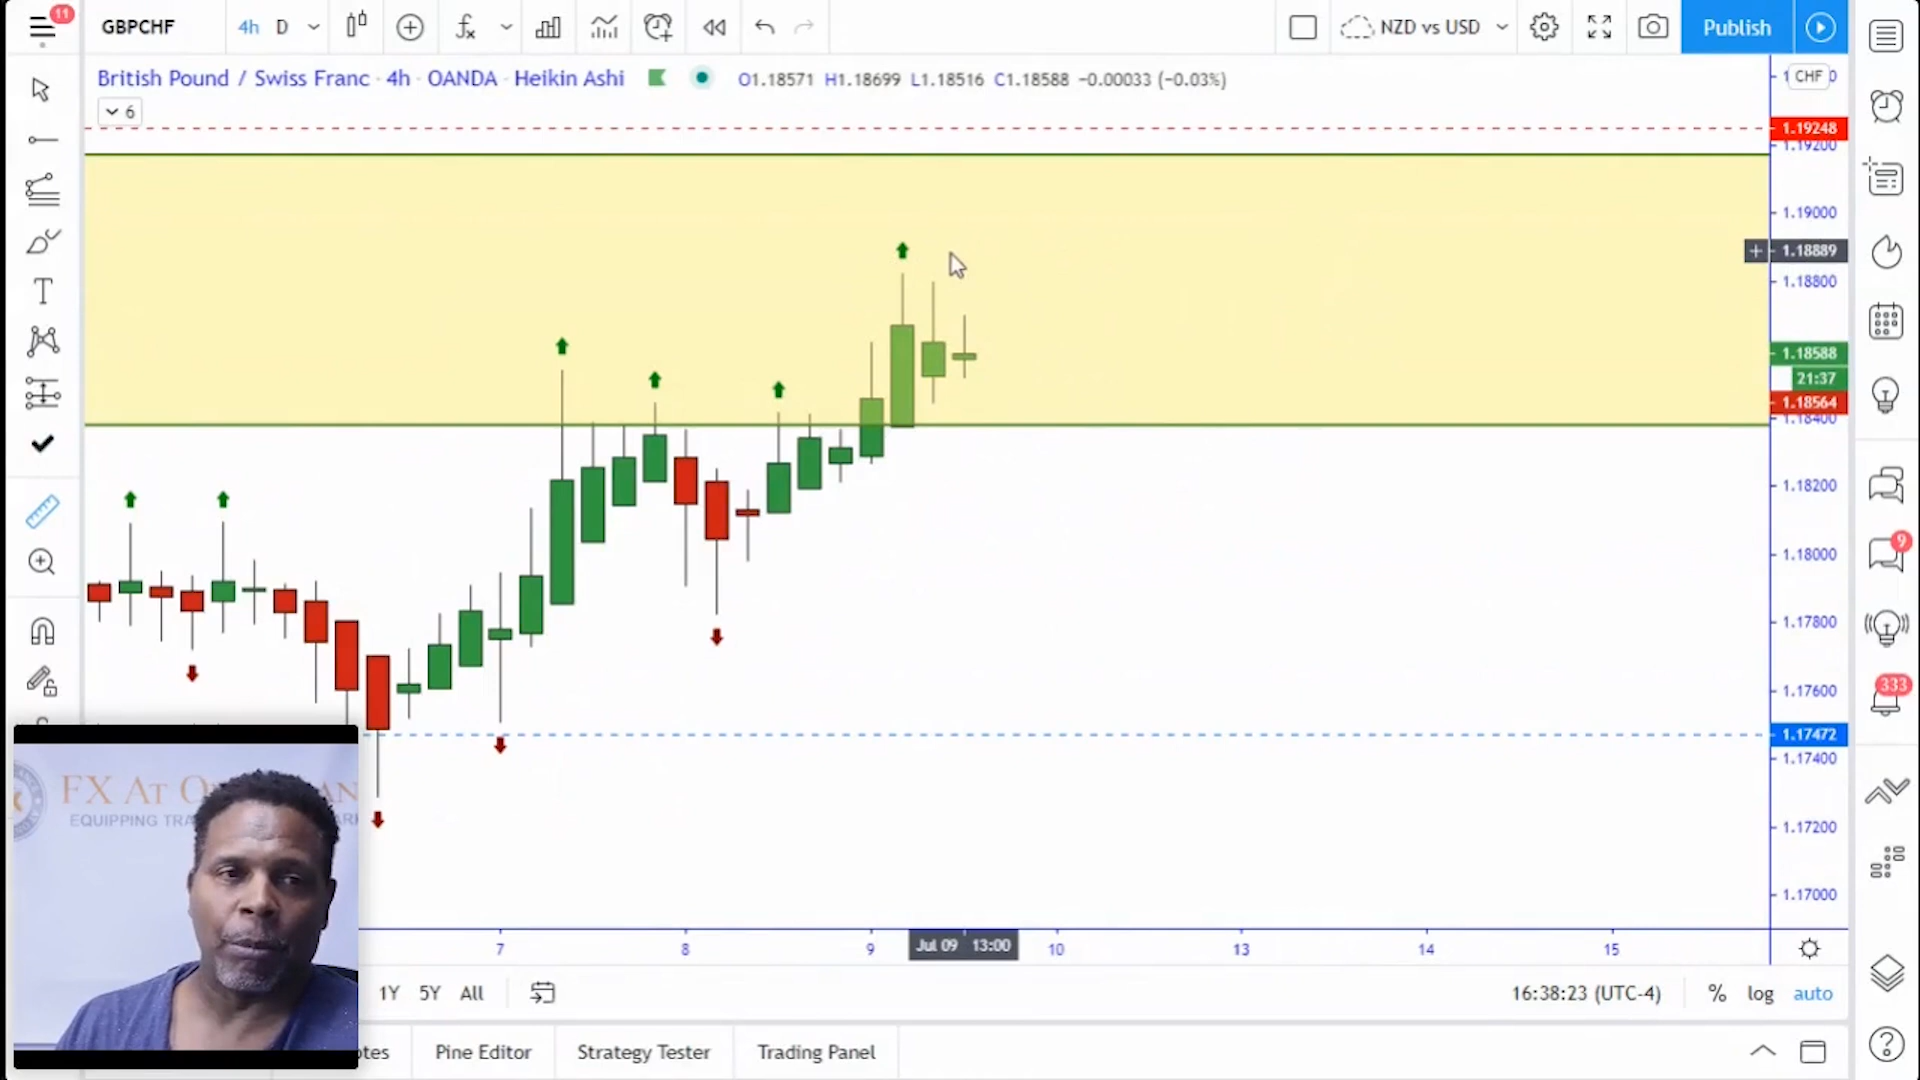 11
GBPCHF
4h D
NZD vs USD
Publish
British Pound / Swiss Franc · 4h · OANDA · Heikin Ashi
O1.18571 H1.18699 L1.18516 C1.18588 −0.00033 (−0.03%)
6
CHF
1.19248
1.19200
1.19000
1.18889
1.18800
1.18588
21:37
1.18564
1.18400
1.18200
1.18000
1.17800
1.17600
1.17472
1.17400
1.17200
1.17000
9
333
FX AT
EQUIPPING
7 8 9 Jul 09 13:00 10 13 14 15
1Y 5Y All
16:38:23 (UTC-4) % log auto
Pine Editor Strategy Tester Trading Panel